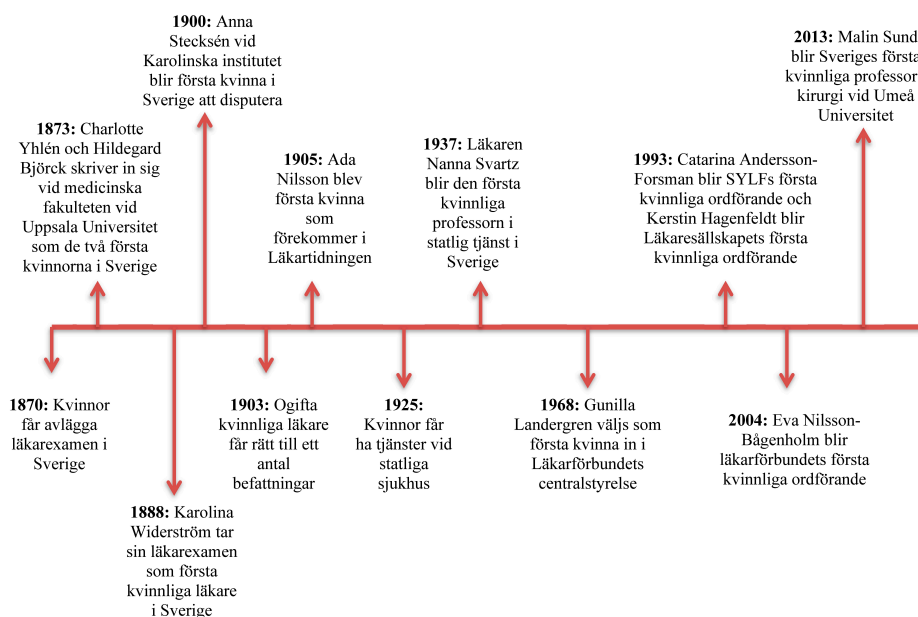 1900: Anna
Stecksén vid
Karolinska institutet
blir första kvinna i
Sverige att disputera
2013: Malin Sund
blir Sveriges första
kvinnliga professor
kirurgi vid Umeå
Universitet
1873: Charlotte
Yhlén och Hildegard
Björck skriver in sig
vid medicinska
fakulteten vid
Uppsala Universitet
som de två första
kvinnorna i Sverige
1905: Ada
Nilsson blev
första kvinna
som
förekommer i
Läkartidningen
1937: Läkaren
Nanna Svartz
blir den första
kvinnliga
professorn i
statlig tjänst i
Sverige
1993: Catarina Andersson-
Forsman blir SYLFs första
kvinnliga ordförande och
Kerstin Hagenfeldt blir
Läkaresällskapets första
kvinnliga ordförande
1870: Kvinnor
får avlägga
läkarexamen i
Sverige
1888: Karolina
Widerström tar
sin läkarexamen
som första
kvinnliga läkare
i Sverige
1903: Ogifta
kvinnliga läkare
får rätt till ett
antal
befattningar
1925:
Kvinnor får
ha tjänster vid
statliga
sjukhus
1968: Gunilla
Landergren väljs som
första kvinna in i
Läkarförbundets
centralstyrelse
2004: Eva Nilsson-
Bågenholm blir
läkarförbundets första
kvinnliga ordförande